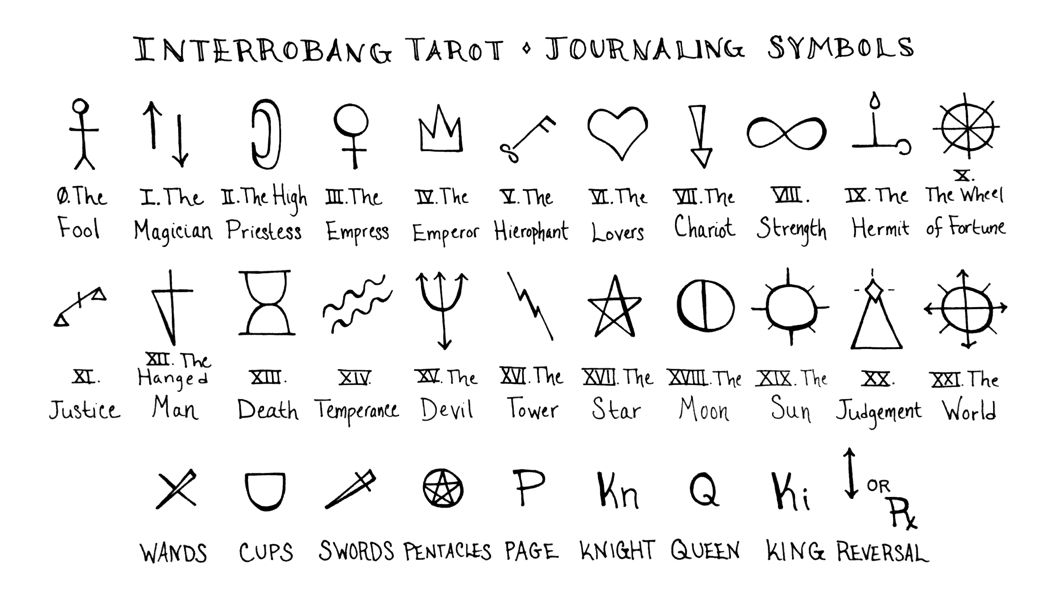 INTERROBANG TAROT ⋄ JOURNALING SYMBOLS
0. The Fool
I. The Magician
II. The High Priestess
III. The Empress
IV. The Emperor
V. The Hierophant
VI. The Lovers
VII. The Chariot
VIII. Strength
IX. The Hermit
X. The Wheel of Fortune
XI. Justice
XII. The Hanged Man
XIII. Death
XIV. Temperance
XV. The Devil
XVI. The Tower
XVII. The Star
XVIII. The Moon
XIX. The Sun
XX. Judgement
XXI. The World
P Kn Q Ki OR Rx
WANDS CUPS SWORDS PENTACLES PAGE KNIGHT QUEEN KING REVERSAL